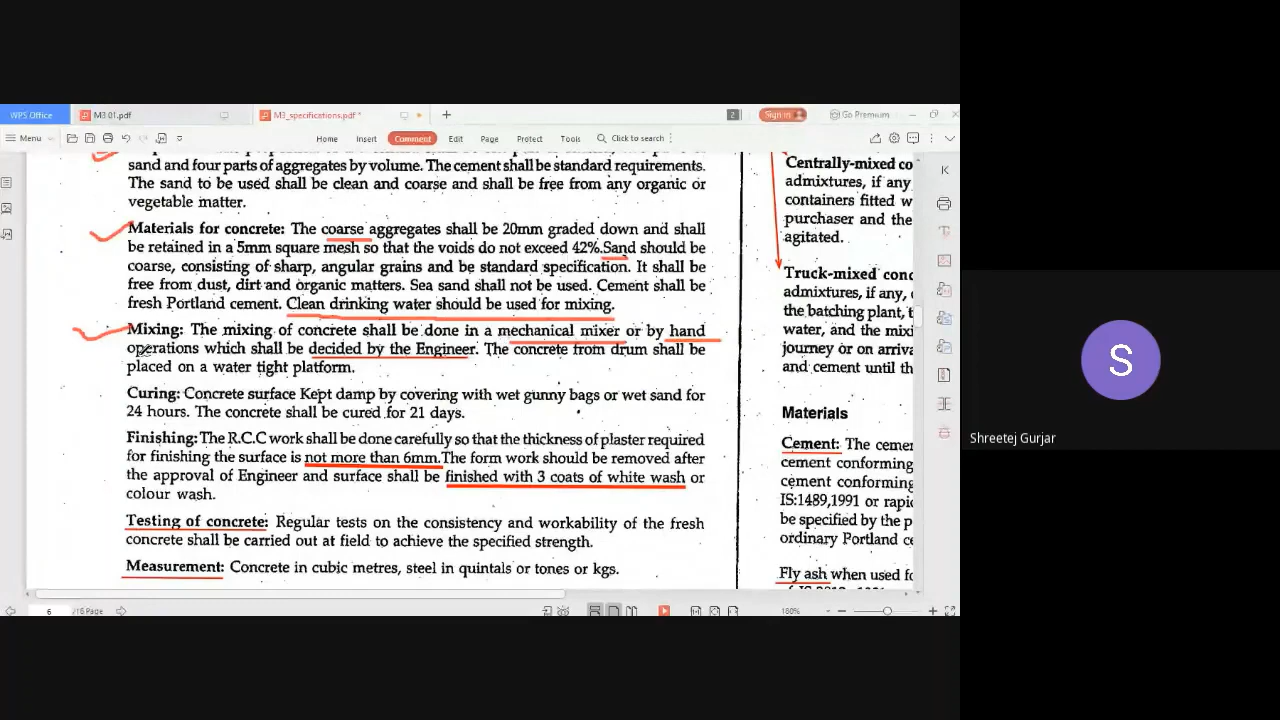 WPS Office
M3 01.pdf
M3_specifications.pdf *
+
2
Sign in
Go Premium
Menu
Home
Insert
Comment
Edit
Page
Protect
Tools
Click to search
sand and four parts of aggregates by volume. The cement shall be standard requirements.
The sand to be used shall be clean and coarse and shall be free from any organic or
vegetable matter.
Materials for concrete: The coarse aggregates shall be 20mm graded down and shall
be retained in a 5mm square mesh so that the voids do not exceed 42%. Sand should be
coarse, consisting of sharp, angular grains and be standard specification. It shall be
free from dust, dirt and organic matters. Sea sand shall not be used. Cement shall be
fresh Portland cement. Clean drinking water should be used for mixing.
Mixing: The mixing of concrete shall be done in a mechanical mixer or by hand
operations which shall be decided by the Engineer. The concrete from drum shall be
placed on a water tight platform.
Curing: Concrete surface Kept damp by covering with wet gunny bags or wet sand for
24 hours. The concrete shall be cured for 21 days.
Finishing: The R.C.C work shall be done carefully so that the thickness of plaster required
for finishing the surface is not more than 6mm. The form work should be removed after
the approval of Engineer and surface shall be finished with 3 coats of white wash or
colour wash.
Testing of concrete: Regular tests on the consistency and workability of the fresh
concrete shall be carried out at field to achieve the specified strength.
Measurement: Concrete in cubic metres, steel in quintals or tones or kgs.
Centrally-mixed co
admixtures, if any
containers fitted w
purchaser and the
agitated.
Truck-mixed conc
admixtures, if any, 
the batching plant, t
water, and the mixi
journey or on arriva
and cement until th
Materials
Cement: The cemen
cement conforming
cement conforming
IS:1489,1991 or rapi
be specified by the p
ordinary Portland ce
Fly ash when used fo
6
/16 Page
180%
S
Shreetej Gurjar